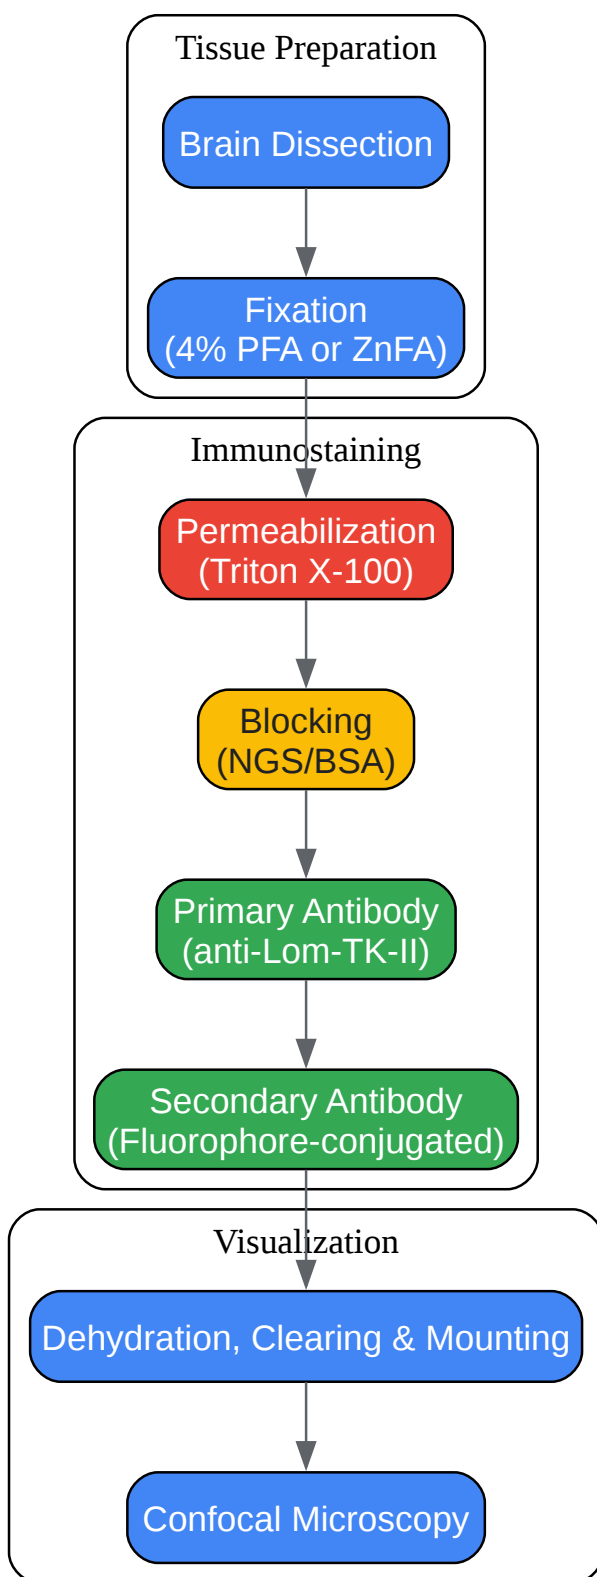 Tissue Preparation
Brain Dissection
Fixation
(4% PFA or ZnFA)
Immunostaining
Permeabilization
(Triton X-100)
Blocking
(NGS/BSA)
Primary Antibody
(anti-Lom-TK-II)
Secondary Antibody
(Fluorophore-conjugated)
Visualization
Dehydration, Clearing & Mounting
Confocal Microscopy